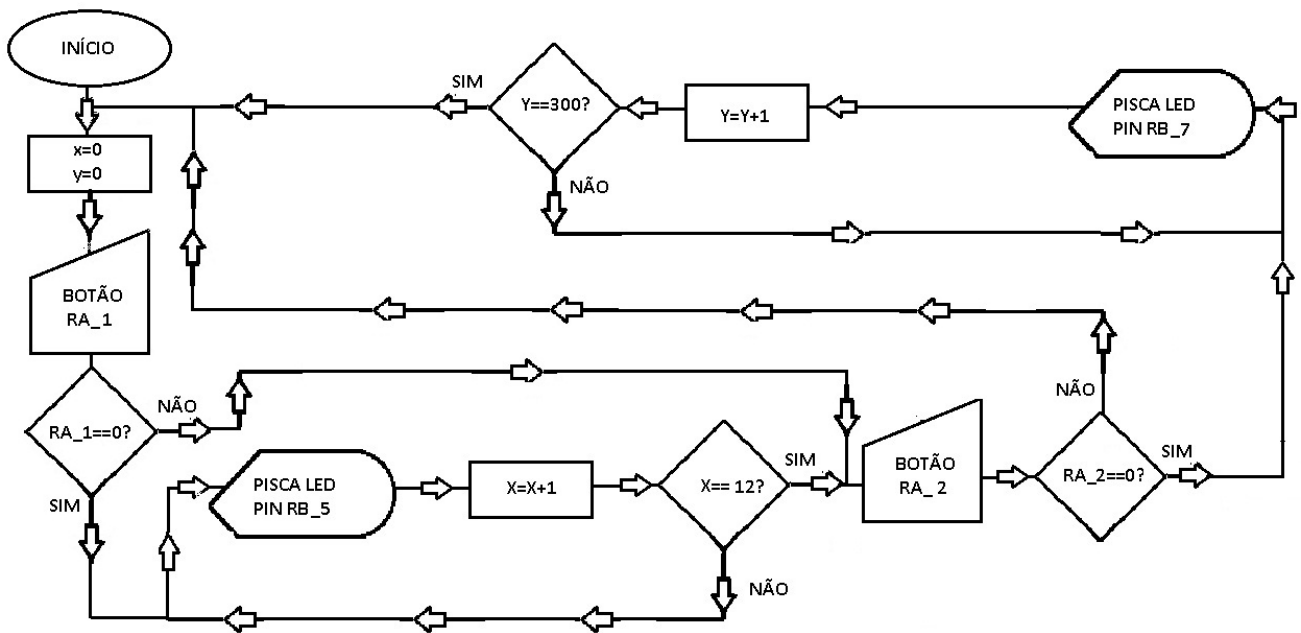 INÍCIO
x=0
y=0
BOTÃO
RA_1
RA_1==0?
NÃO
SIM
PISCA LED
PIN RB_5
X=X+1
X== 12?
SIM
NÃO
BOTÃO
RA_ 2
RA_2==0?
NÃO
SIM
PISCA LED
PIN RB_7
Y=Y+1
Y==300?
SIM
NÃO